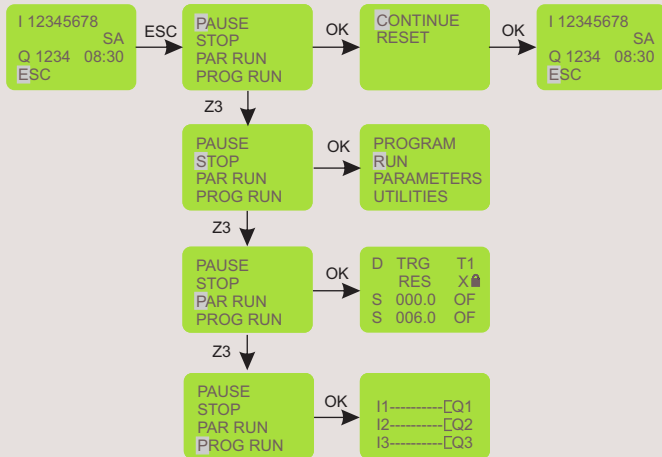 I 12345678
SA
Q 1234 08:30
ESC
ESC
PAUSE
STOP
PAR RUN
PROG RUN
OK
CONTINUE
RESET
OK
I 12345678
SA
Q 1234 08:30
ESC
Z3
PAUSE
STOP
PAR RUN
PROG RUN
OK
PROGRAM
RUN
PARAMETERS
UTILITIES
Z3
PAUSE
STOP
PAR RUN
PROG RUN
OK
D TRG T1
RES X
S 000.0 OF
S 006.0 OF
Z3
PAUSE
STOP
PAR RUN
PROG RUN
OK
I1----------[Q1
I2----------[Q2
I3----------[Q3